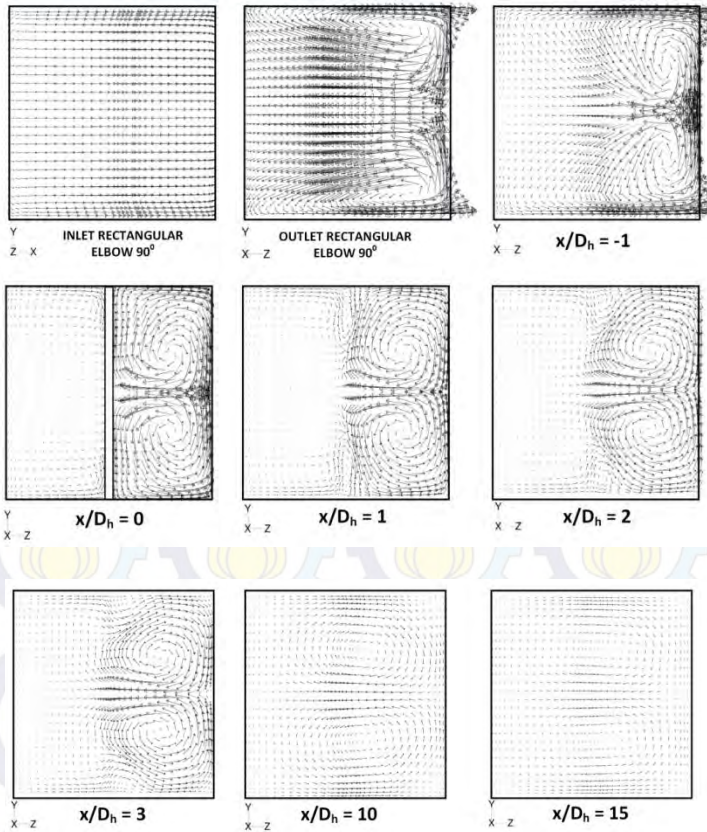 Y
Z X
INLET RECTANGULAR
ELBOW 90⁰
Y
X Z
OUTLET RECTANGULAR
ELBOW 90⁰
Y
X Z
x/Dₕ = -1
Y
X Z
x/Dₕ = 0
Y
X Z
x/Dₕ = 1
Y
X Z
x/Dₕ = 2
Y
X Z
x/Dₕ = 3
Y
X Z
x/Dₕ = 10
Y
X Z
x/Dₕ = 15